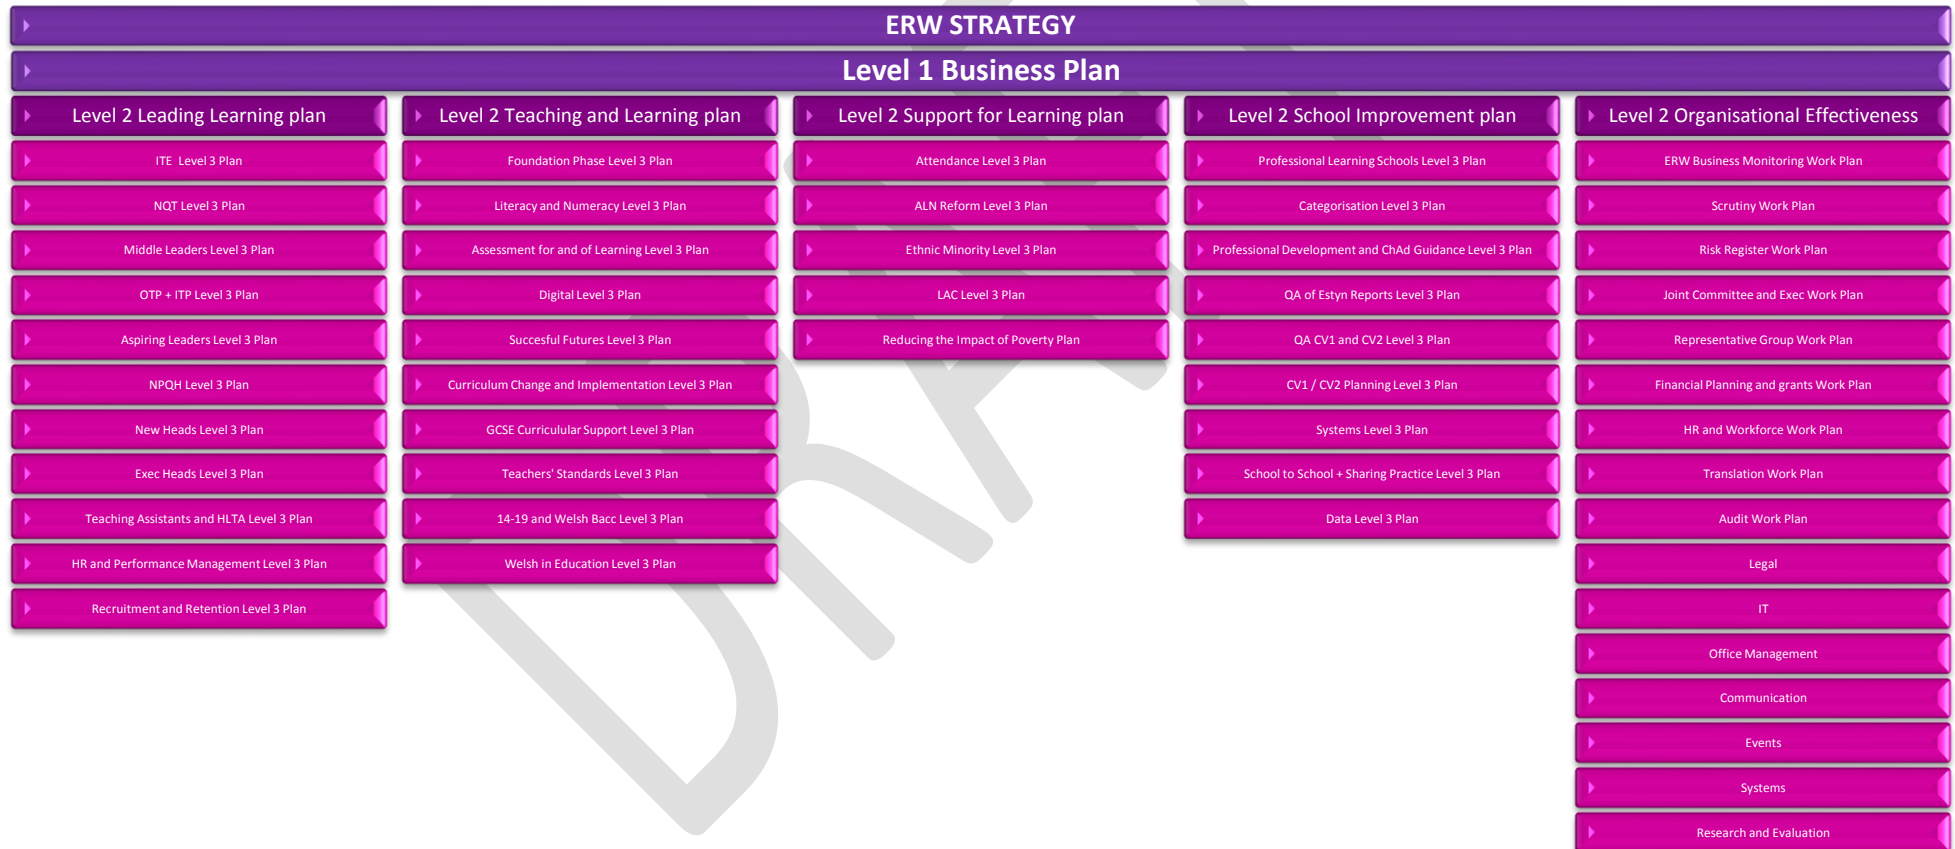 ERW STRATEGY
Level 1 Business Plan
Level 2 Leading Learning plan
ITE Level 3 Plan
NQT Level 3 Plan
Middle Leaders Level 3 Plan
OTP + ITP Level 3 Plan
Aspiring Leaders Level 3 Plan
NPQH Level 3 Plan
New Heads Level 3 Plan
Exec Heads Level 3 Plan
Teaching Assistants and HLTA Level 3 Plan
HR and Performance Management Level 3 Plan
Recruitment and Retention Level 3 Plan
Level 2 Teaching and Learning plan
Foundation Phase Level 3 Plan
Literacy and Numeracy Level 3 Plan
Assessment for and of Learning Level 3 Plan
Digital Level 3 Plan
Succesful Futures Level 3 Plan
Curriculum Change and Implementation Level 3 Plan
GCSE Curriculular Support Level 3 Plan
Teachers' Standards Level 3 Plan
14-19 and Welsh Bacc Level 3 Plan
Welsh in Education Level 3 Plan
Level 2 Support for Learning plan
Attendance Level 3 Plan
ALN Reform Level 3 Plan
Ethnic Minority Level 3 Plan
LAC Level 3 Plan
Reducing the Impact of Poverty Plan
Level 2 School Improvement plan
Professional Learning Schools Level 3 Plan
Categorisation Level 3 Plan
Professional Development and ChAd Guidance Level 3 Plan
QA of Estyn Reports Level 3 Plan
QA CV1 and CV2 Level 3 Plan
CV1 / CV2 Planning Level 3 Plan
Systems Level 3 Plan
School to School + Sharing Practice Level 3 Plan
Data Level 3 Plan
Level 2 Organisational Effectiveness
ERW Business Monitoring Work Plan
Scrutiny Work Plan
Risk Register Work Plan
Joint Committee and Exec Work Plan
Representative Group Work Plan
Financial Planning and grants Work Plan
HR and Workforce Work Plan
Translation Work Plan
Audit Work Plan
Legal
IT
Office Management
Communication
Events
Systems
Research and Evaluation